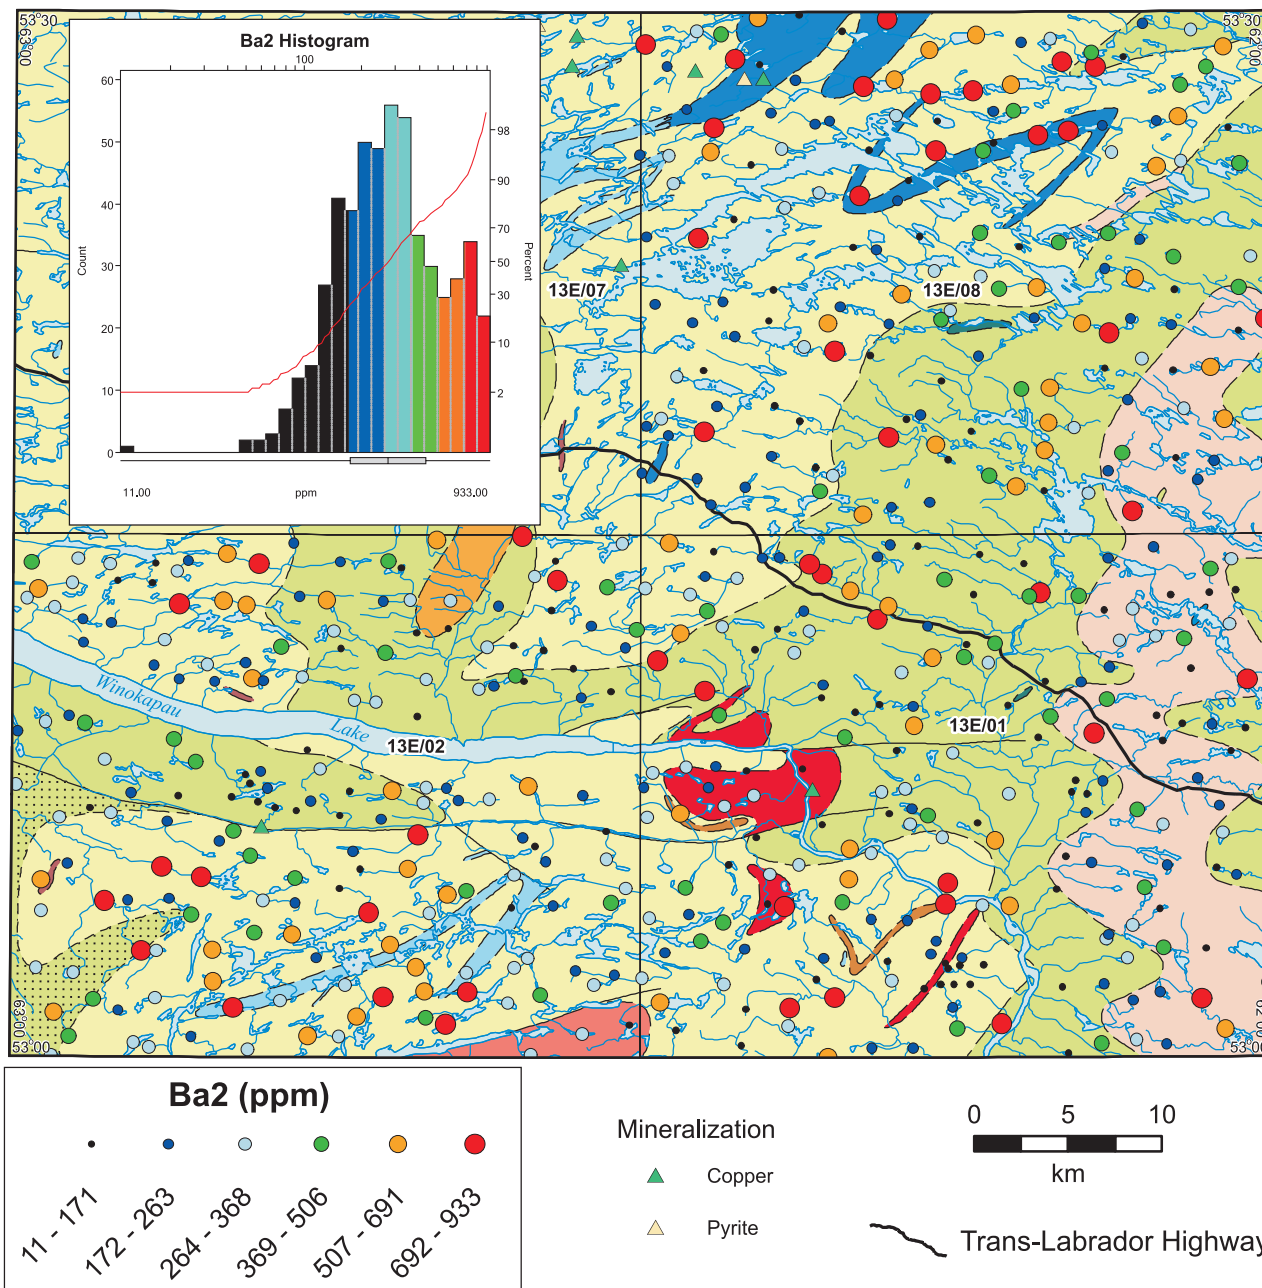 53°30'
63°00'
53°30'
62°00'
Ba2 Histogram
100
60
50
40
30
20
10
0
Count
98
90
70
50
30
10
2
Percent
11.00
ppm
933.00
13E/07
13E/08
Winokapau
Lake
13E/02
13E/01
63°00'
53°00'
62°00'
53°00'
Ba2 (ppm)
11 - 171
172 - 263
264 - 368
369 - 506
507 - 691
692 - 933
Mineralization
Copper
Pyrite
0 5 10
km
Trans-Labrador Highway